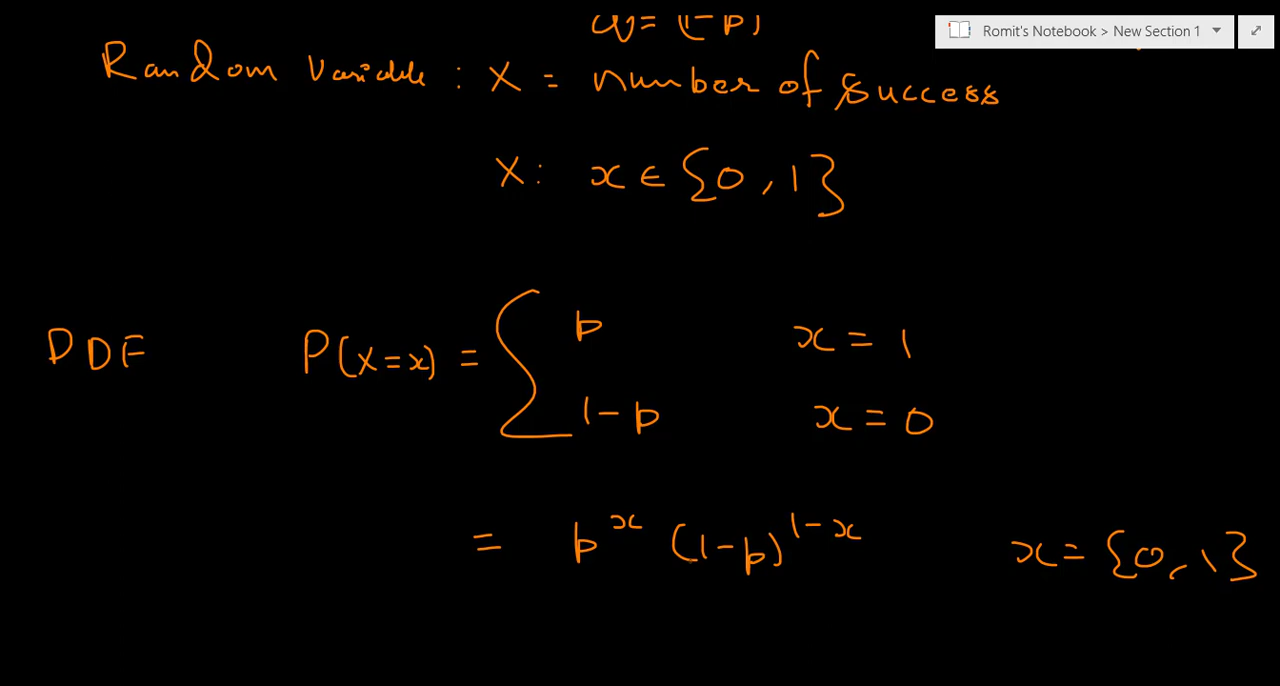 q = (1-p)
Romit's Notebook > New Section 1
Random Variable : X = number of success
X: x ∈ {0, 1}
PDF P(X=x) = { p x = 1
1-p x = 0
= p^x (1-p)^{1-x} x = {0, 1}